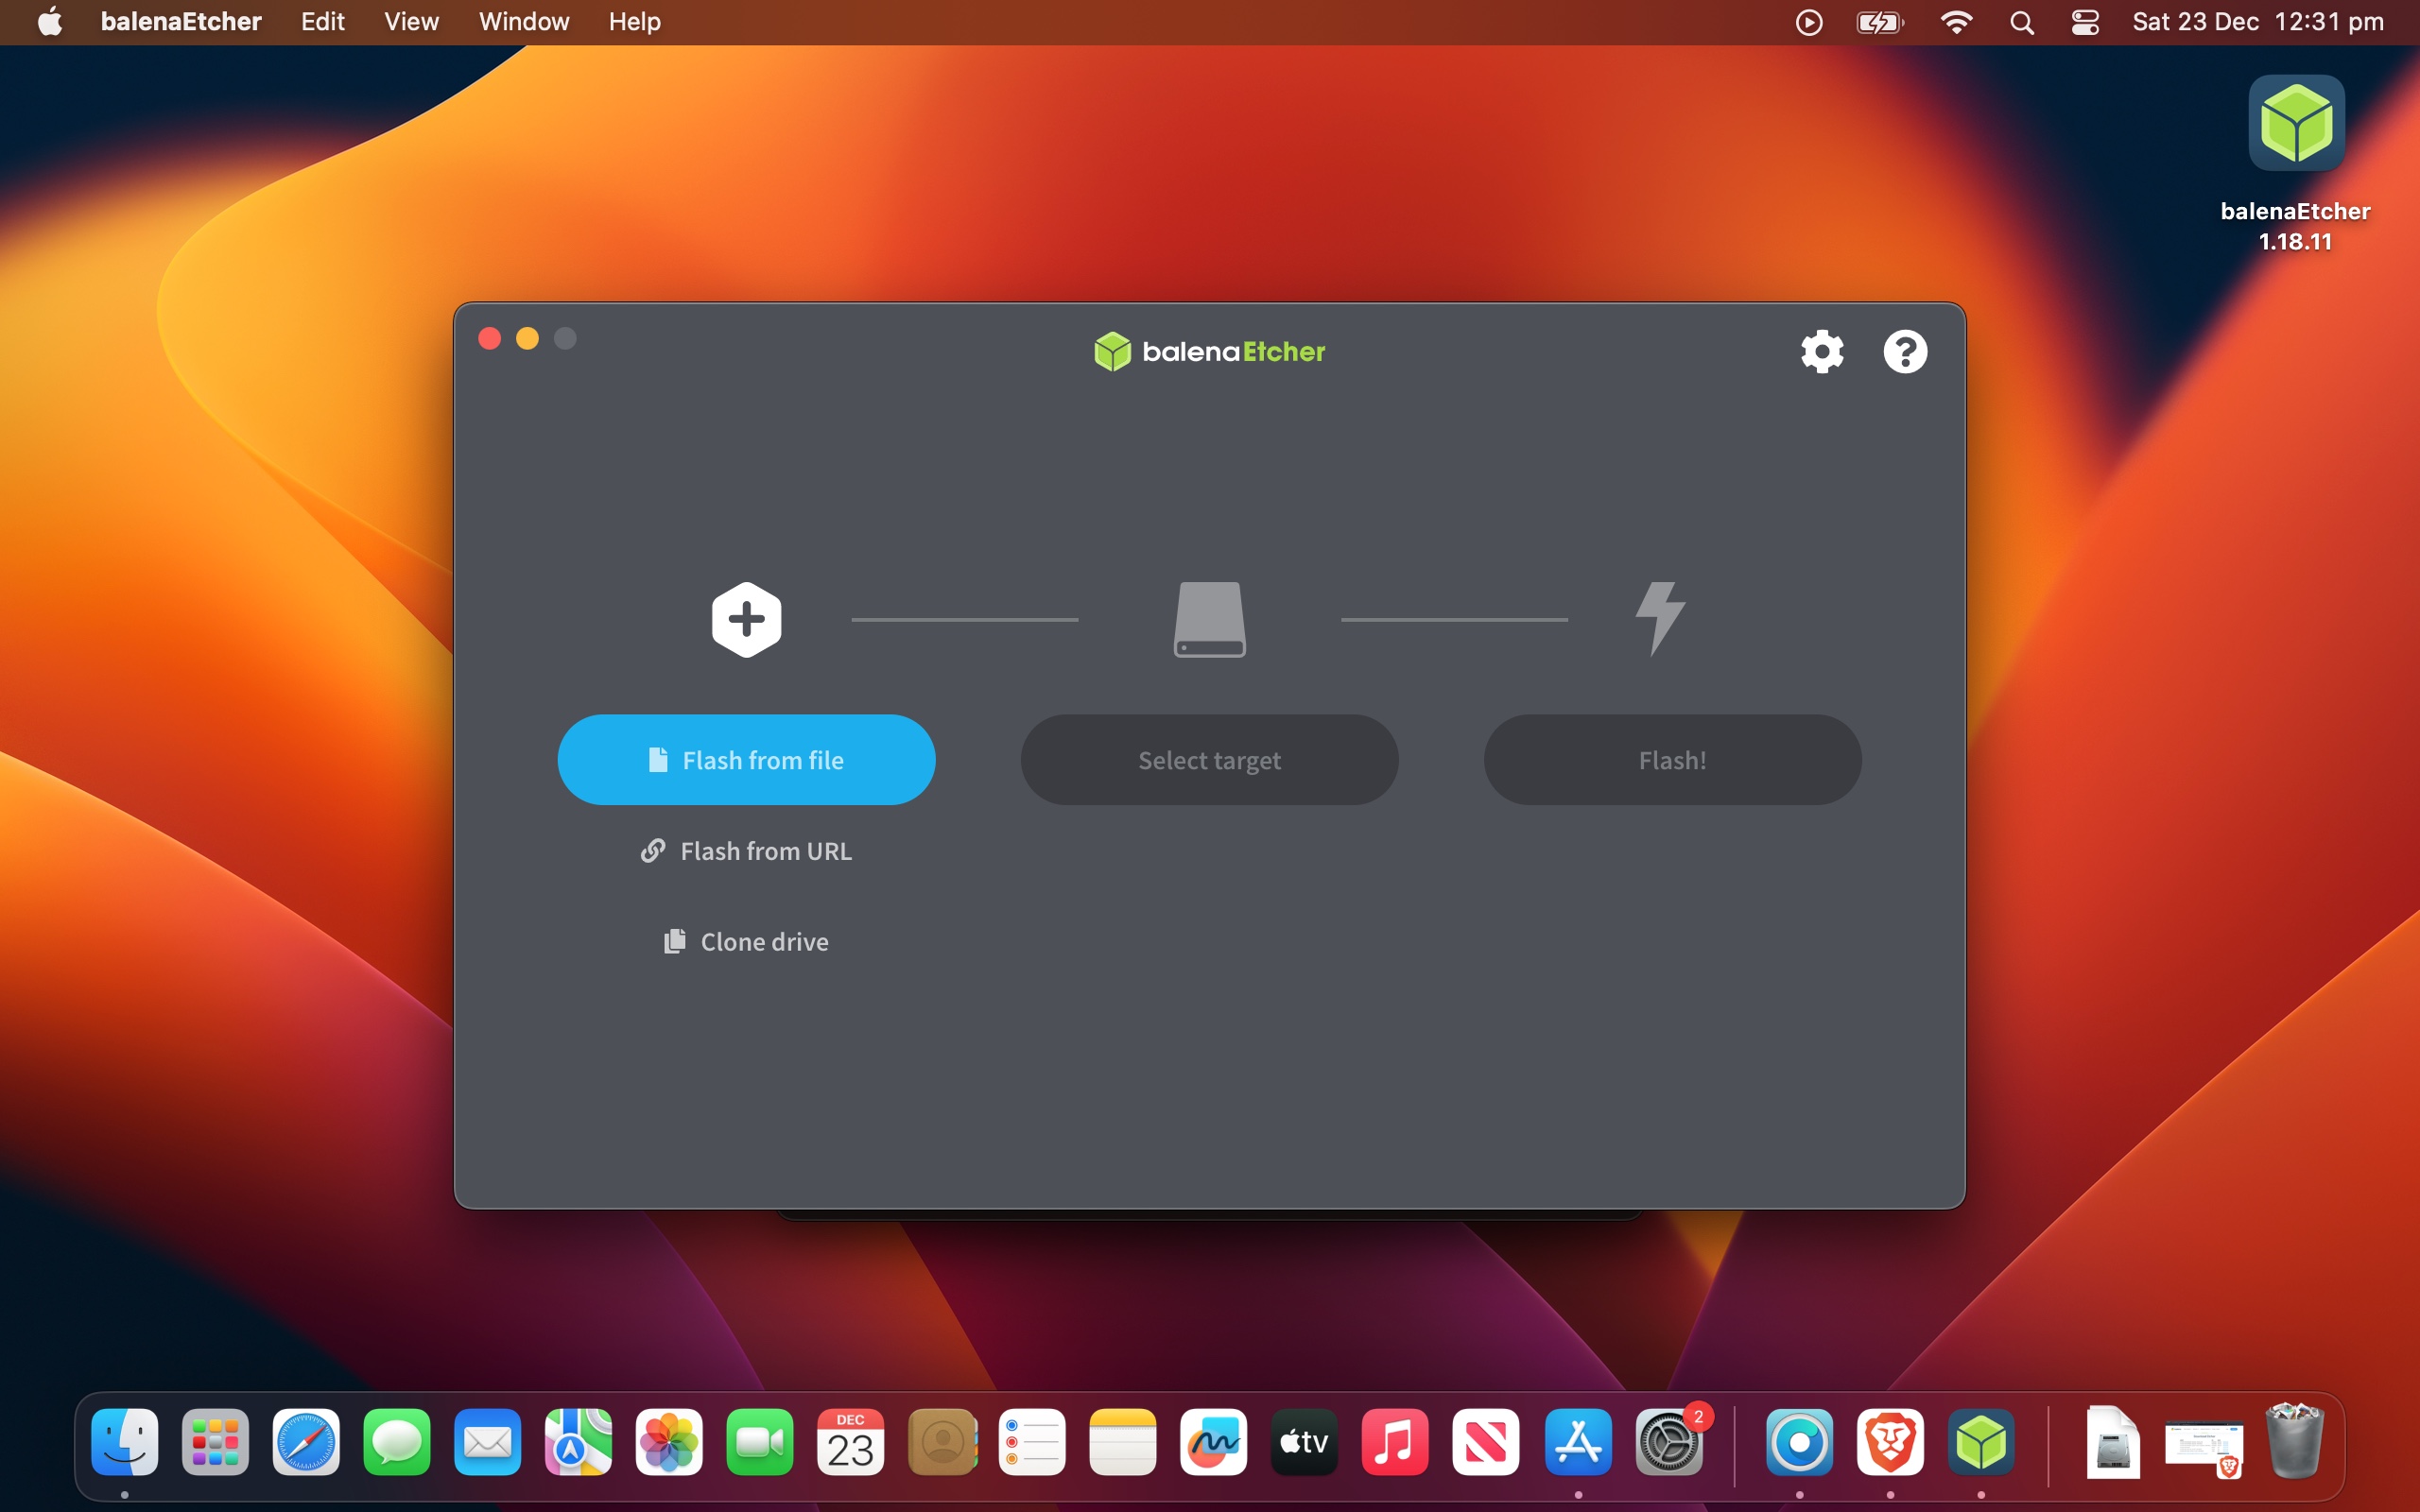 balenaEtcher Edit View Window Help Sat 23 Dec 12:31 pm
balenaEtcher
1.18.11
balenaEtcher
Flash from file
Select target
Flash!
Flash from URL
Clone drive
DEC
23
tv
2